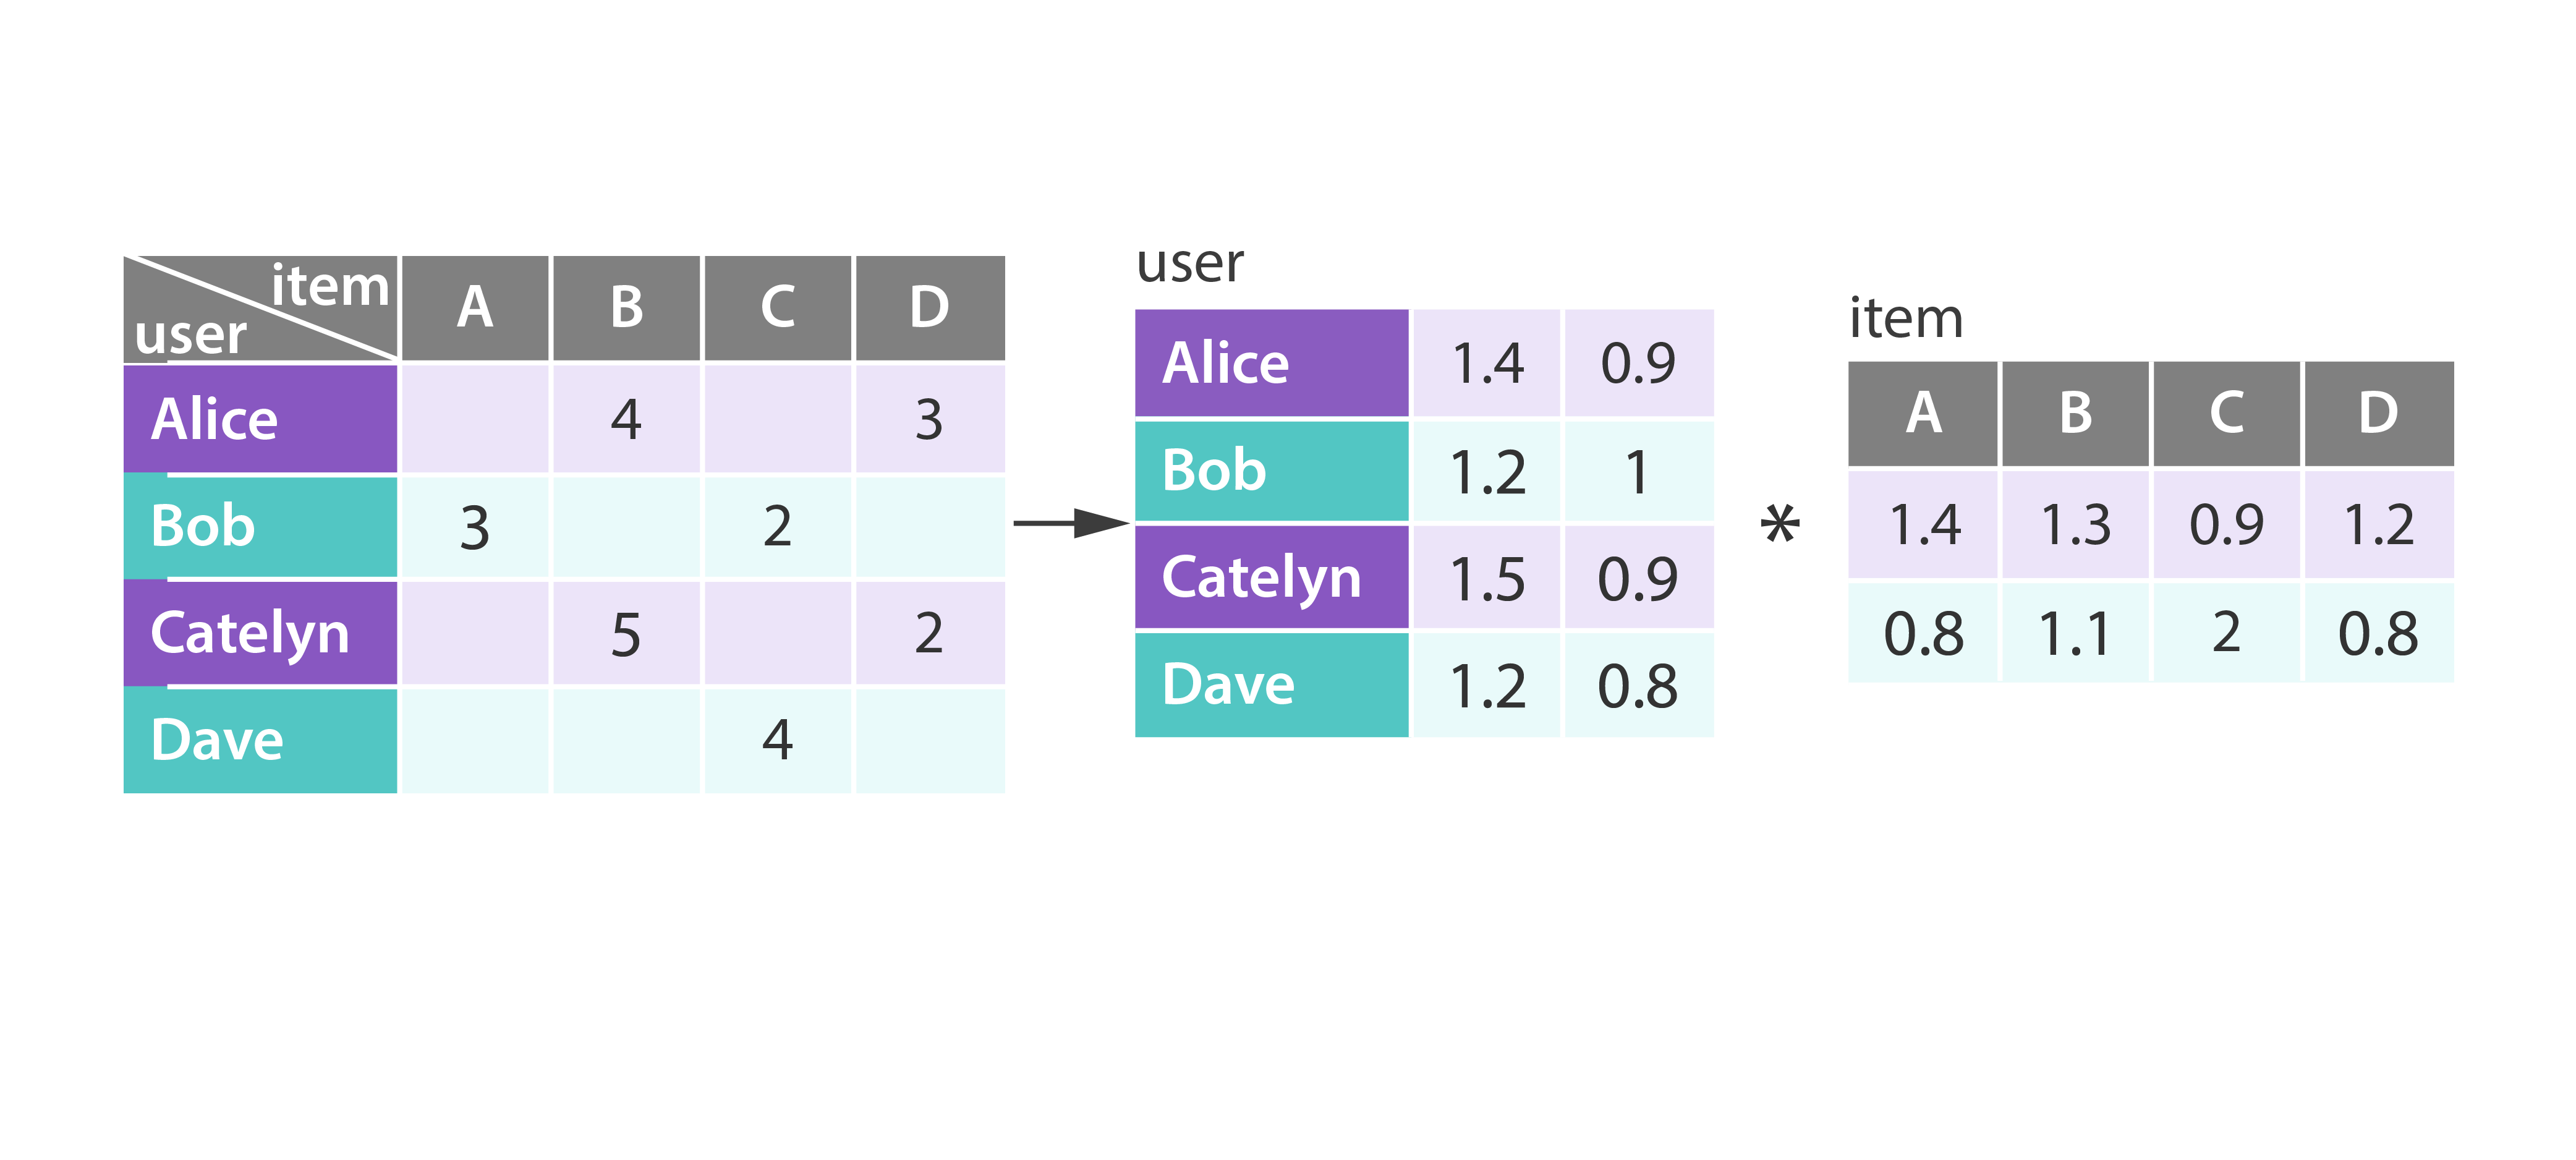 item A B C D
user
Alice 4 3
Bob 3 2
Catelyn 5 2
Dave 4
user
Alice 1.4 0.9
Bob 1.2 1
Catelyn 1.5 0.9
Dave 1.2 0.8
*
item
A B C D
1.4 1.3 0.9 1.2
0.8 1.1 2 0.8